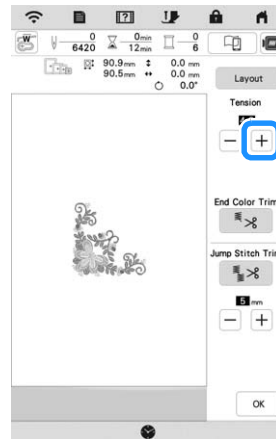 W 0 6420 0min 12min 0 6
90.9mm 0.0 mm
90.5mm 0.0 mm
0.0°
Layout
Tension
− +
End Color Trim
Jump Stitch Trim
5 mm
− +
OK